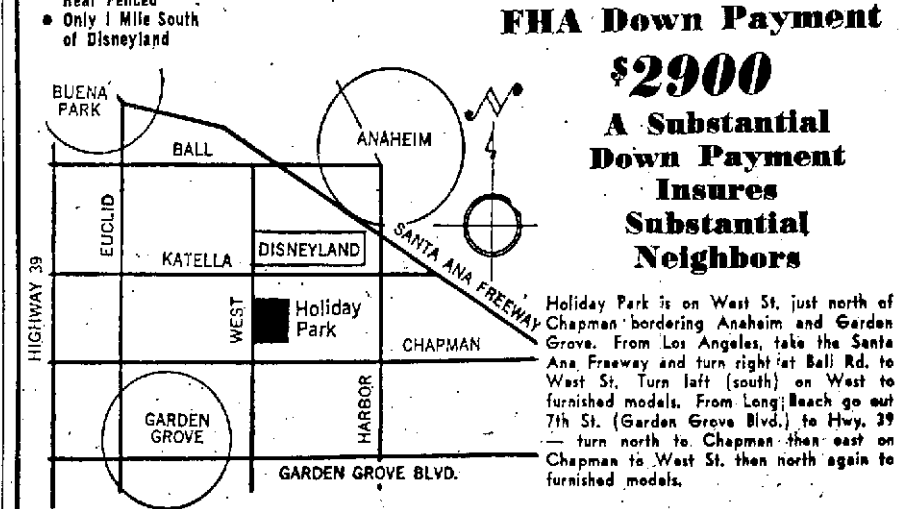 Rear Fenced
• Only 1 Mile South
of Disneyland
FHA Down Payment
$2900
A Substantial
Down Payment
Insures
Substantial
Neighbors
BUENA
PARK
ANAHEIM
N
BALL
EUCLID
KATELLA
DISNEYLAND
SANTA ANA FREEWAY
HIGHWAY 39
WEST
Holiday
Park
CHAPMAN
HARBOR
GARDEN
GROVE
GARDEN GROVE BLVD.
Holiday Park is on West St. just north of
Chapman bordering Anaheim and Garden
Grove. From Los Angeles, take the Santa
Ana Freeway and turn right at Ball Rd. to
West St. Turn left (south) on West to
furnished models. From Long Beach go out
7th St. (Garden Grove Blvd.) to Hwy. 39
— turn north to Chapman then east on
Chapman to West St. then north again to
furnished models.